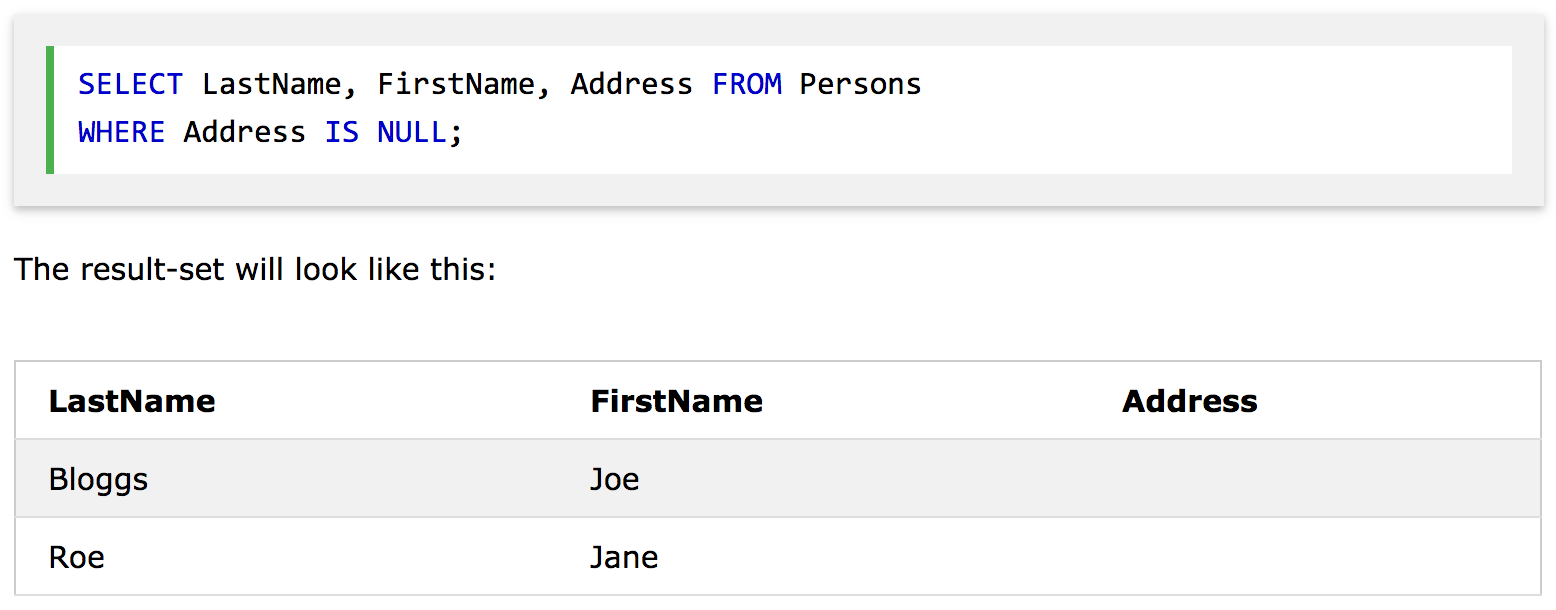 SELECT LastName, FirstName, Address FROM Persons
WHERE Address IS NULL;
The result-set will look like this:
LastName FirstName Address
Bloggs Joe
Roe Jane